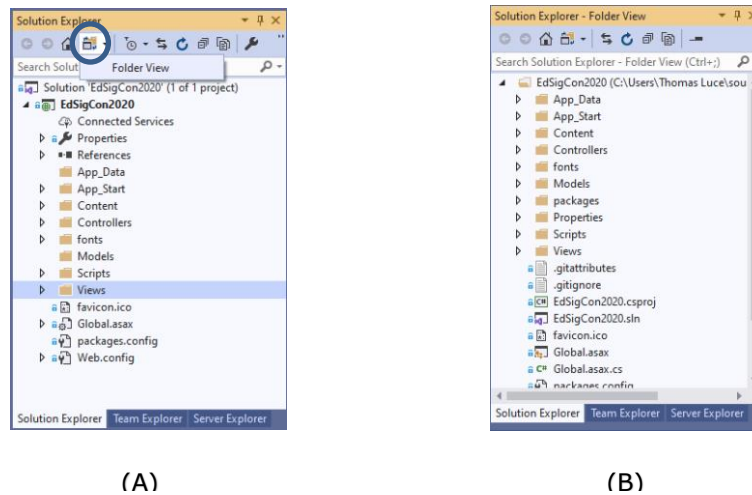 Solution Explorer
Search Solut
Folder View
Solution 'EdSigCon2020' (1 of 1 project)
EdSigCon2020
Connected Services
Properties
References
App_Data
App_Start
Content
Controllers
fonts
Models
Scripts
Views
favicon.ico
Global.asax
packages.config
Web.config
Solution Explorer Team Explorer Server Explorer
(A)
Solution Explorer - Folder View
Search Solution Explorer - Folder View (Ctrl+;)
EdSigCon2020 (C:\Users\Thomas Luce\sou
App_Data
App_Start
Content
Controllers
fonts
Models
packages
Properties
Scripts
Views
.gitattributes
.gitignore
C# EdSigCon2020.csproj
EdSigCon2020.sln
favicon.ico
Global.asax
C# Global.asax.cs
packages.config
Solution Explorer Team Explorer Server Explorer
(B)